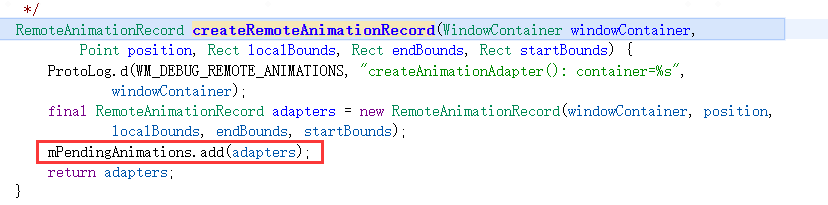 */
RemoteAnimationRecord createRemoteAnimationRecord(WindowContainer windowContainer,
Point position, Rect localBounds, Rect endBounds, Rect startBounds) {
ProtoLog.d(WM_DEBUG_REMOTE_ANIMATIONS, "createAnimationAdapter(): container=%s",
windowContainer);
final RemoteAnimationRecord adapters = new RemoteAnimationRecord(windowContainer, position,
localBounds, endBounds, startBounds);
mPendingAnimations.add(adapters);
return adapters;
}